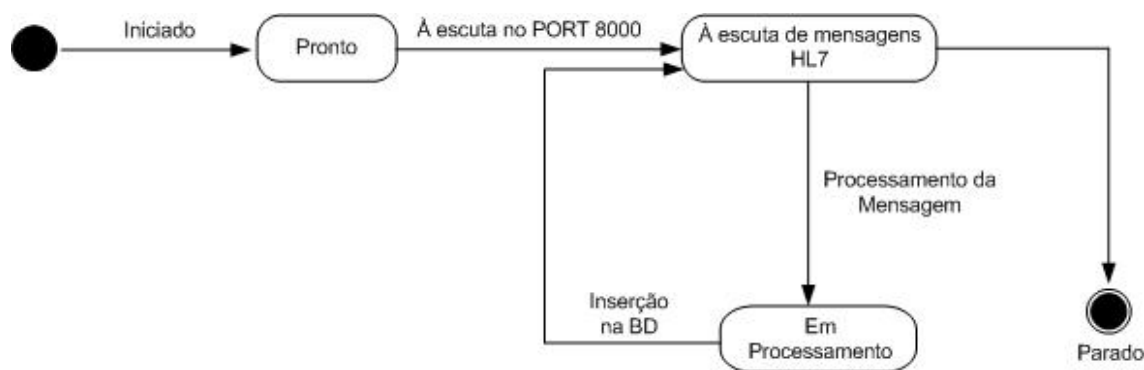 Iniciado
Pronto
À escuta no PORT 8000
À escuta de mensagens
HL7
Processamento da
Mensagem
Inserção
na BD
Em
Processamento
Parado